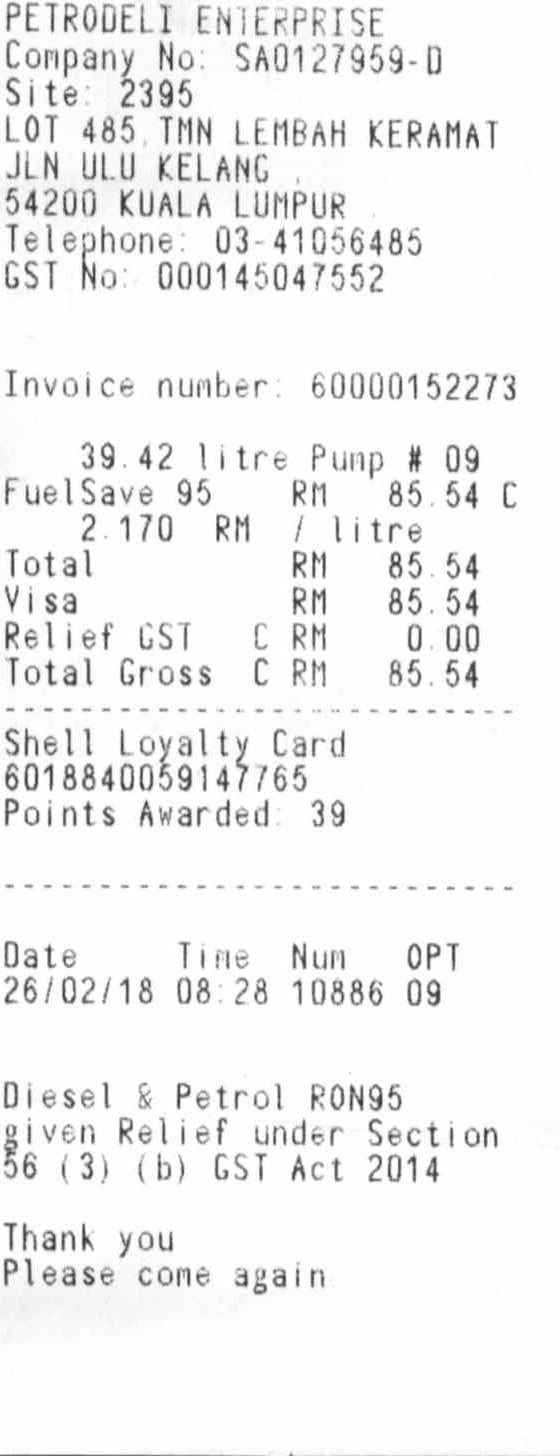 PETRODELI ENTERPRISE
Company No: SA0127959-D
Site: 2395
LOT 485, TMN LEMBAH KERAMAT
JLN ULU KELANG ,
54200 KUALA LUMPUR .
Telephone: 03-41056485
GST No: 000145047552
Invoice number: 60000152273
39.42 litre Pump # 09
FuelSave 95 RM 85.54 C
2.170 RM / litre
Total RM 85.54
Visa RM 85.54
Relief GST C RM 0.00
Total Gross C RM 85.54
Shell Loyalty Card
6018840059147765
Points Awarded: 39
Date Time Num OPT
26/02/18 08:28 10886 09
Diesel & Petrol RON95
given Relief under Section
56 (3) (b) GST Act 2014
Thank you
Please come again